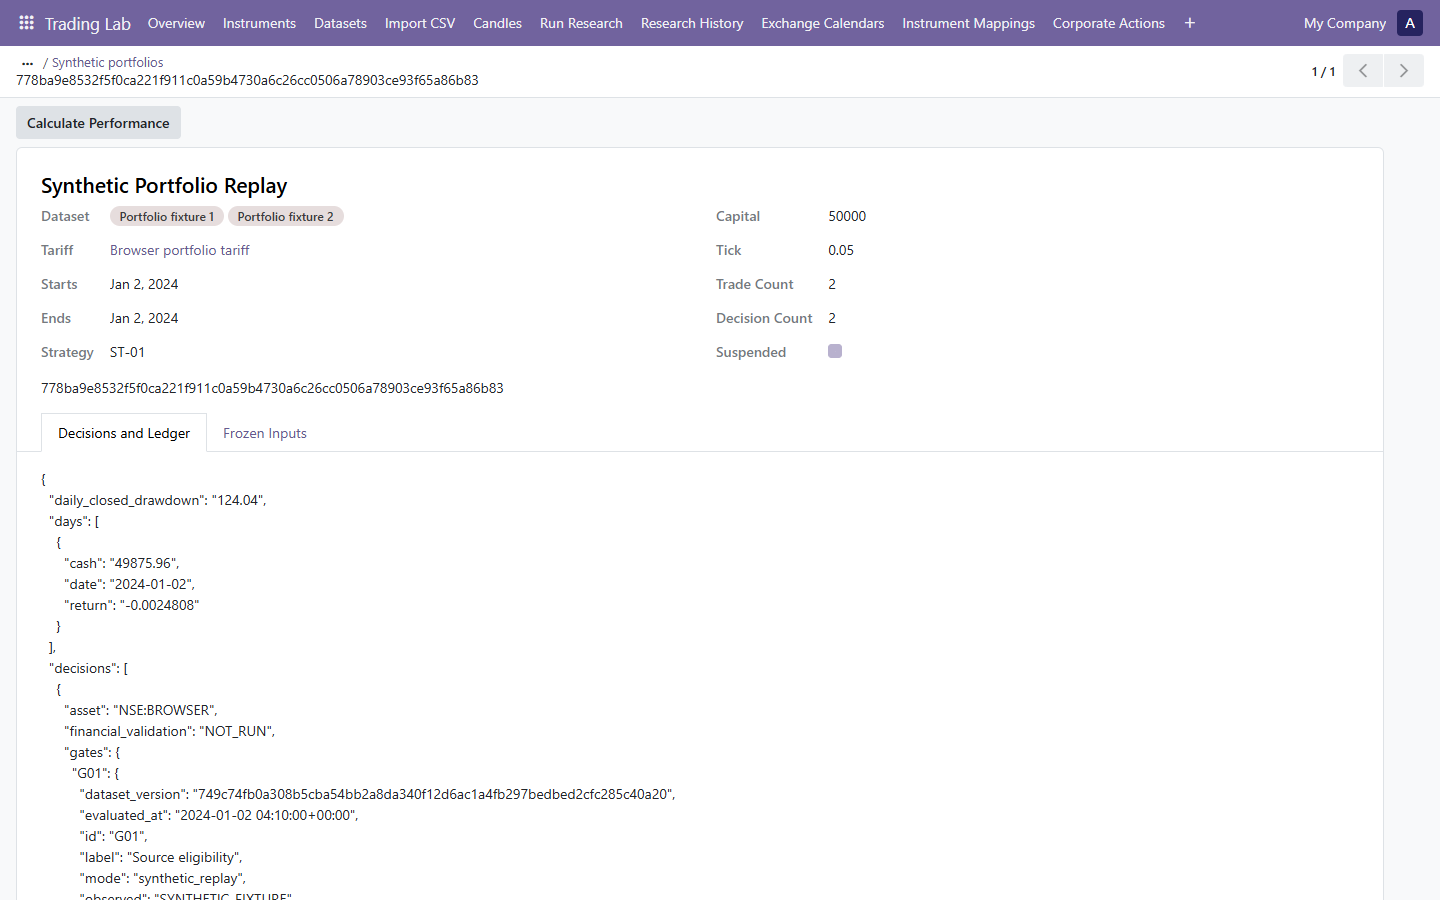 Trading Lab Overview Instruments Datasets Import CSV Candles Run Research Research History Exchange Calendars Instrument Mappings Corporate Actions + My Company A
... / Synthetic portfolios
778ba9e8532f5f0ca221f911c0a59b4730a6c26cc0506a78903ce93f65a86b83
1 / 1
Calculate Performance
Synthetic Portfolio Replay
Dataset Portfolio fixture 1 Portfolio fixture 2
Capital 50000
Tariff Browser portfolio tariff
Tick 0.05
Starts Jan 2, 2024
Trade Count 2
Ends Jan 2, 2024
Decision Count 2
Strategy ST-01
Suspended
778ba9e8532f5f0ca221f911c0a59b4730a6c26cc0506a78903ce93f65a86b83
Decisions and Ledger Frozen Inputs
{
"daily_closed_drawdown": "124.04",
"days": [
{
"cash": "49875.96",
"date": "2024-01-02",
"return": "-0.0024808"
}
],
"decisions": [
{
"asset": "NSE:BROWSER",
"financial_validation": "NOT_RUN",
"gates": {
"G01": {
"dataset_version": "749c74fb0a308b5cba54bb2a8da340f12d6ac1a4fb297bedbed2cfc285c40a20",
"evaluated_at": "2024-01-02 04:10:00+00:00",
"id": "G01",
"label": "Source eligibility",
"mode": "synthetic_replay",
"observed": "SYNTHETIC_FIXTURE"